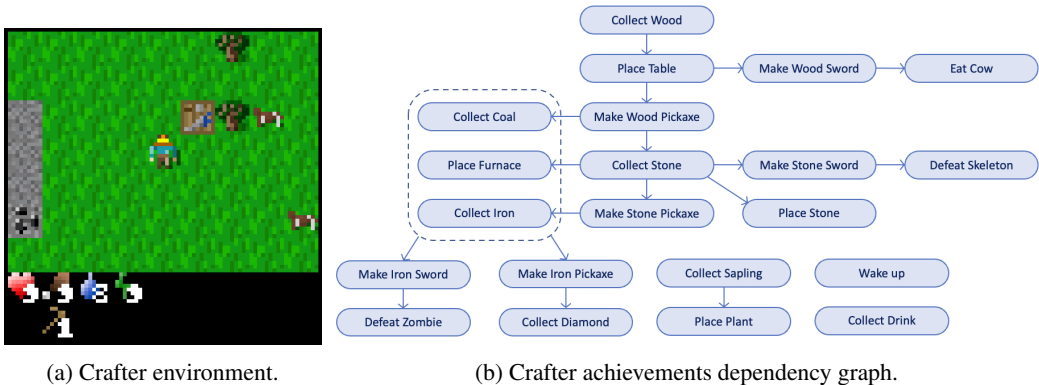 Collect Wood
Place Table
Make Wood Sword
Eat Cow
Collect Coal
Make Wood Pickaxe
Place Furnace
Collect Stone
Make Stone Sword
Defeat Skeleton
Collect Iron
Make Stone Pickaxe
Place Stone
Make Iron Sword
Make Iron Pickaxe
Collect Sapling
Wake up
Defeat Zombie
Collect Diamond
Place Plant
Collect Drink
8
1
(a) Crafter environment.
(b) Crafter achievements dependency graph.